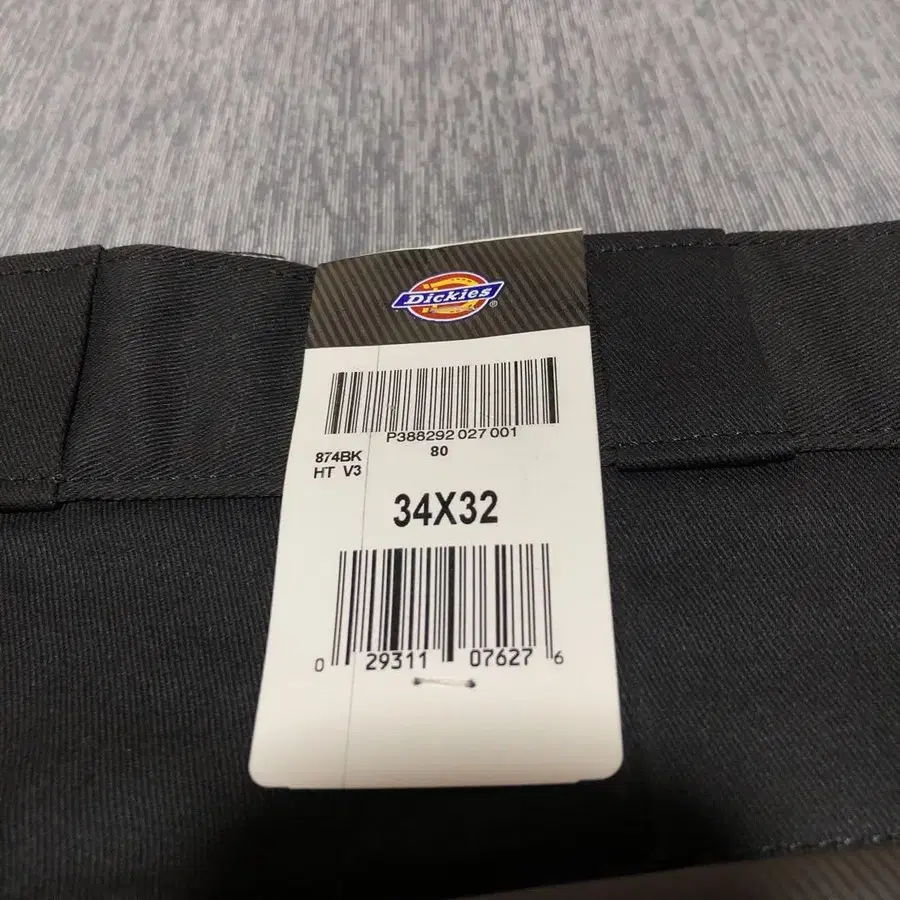 Dickies®
P388292 027 001
874BK 80
HT V3
34X32
0 29311 07627 6